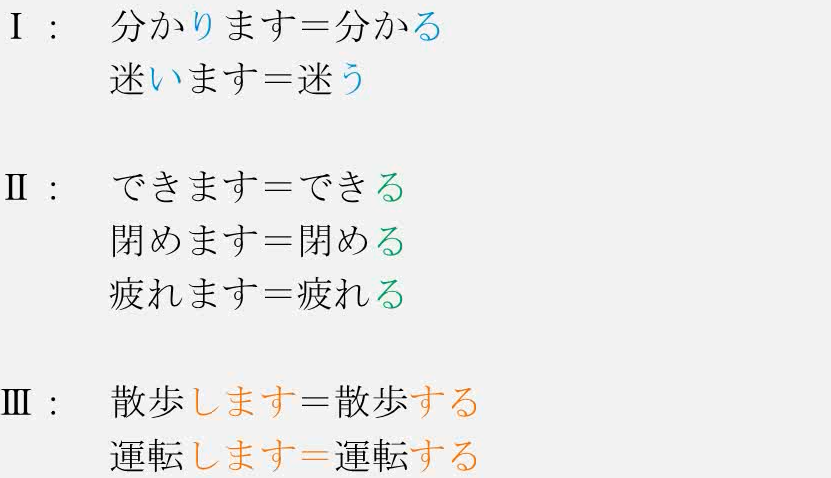 Ⅰ： 分かります＝分かる
迷います＝迷う
Ⅱ： できます＝できる
閉めます＝閉める
疲れます＝疲れる
Ⅲ： 散歩します＝散歩する
運転します＝運転する